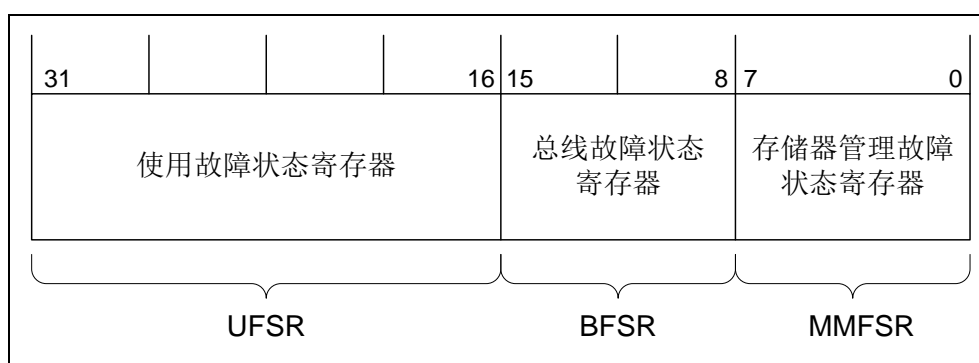 31 16 15 8 7 0
使用故障状态寄存器
总线故障状态
寄存器
存储器管理故障
状态寄存器
UFSR BFSR MMFSR